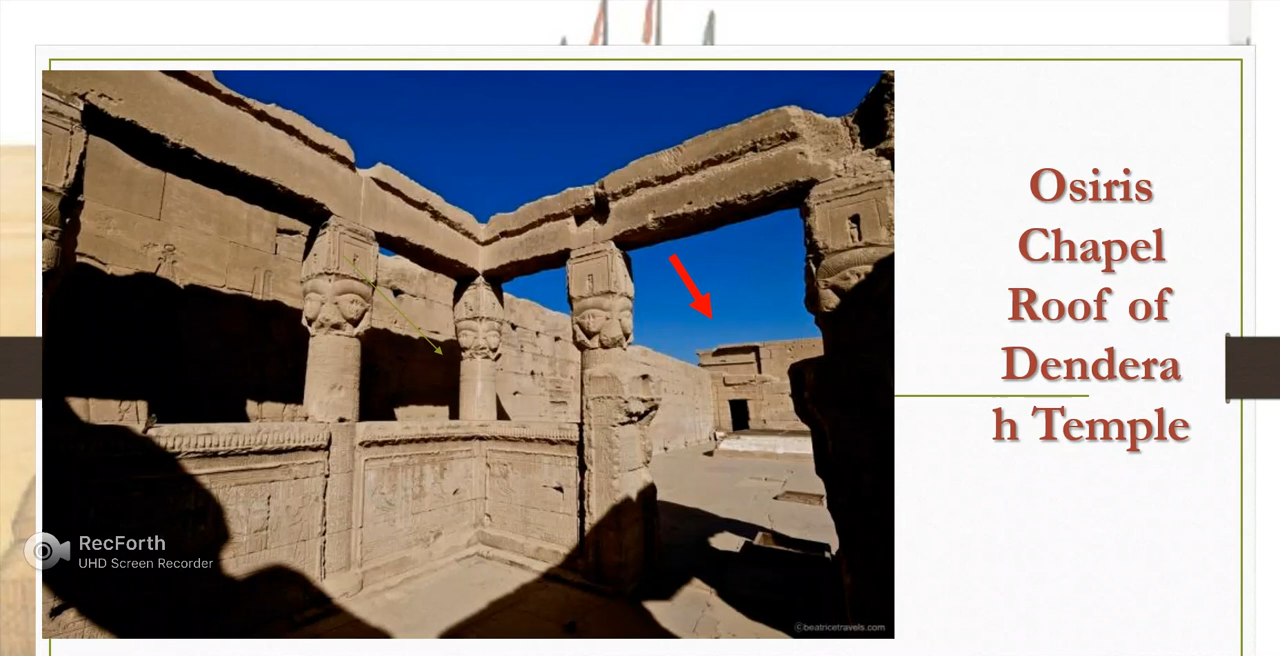 Osiris
Chapel
Roof of
Dendera
h Temple
RecForth
UHD Screen Recorder
©beatricetravels.com